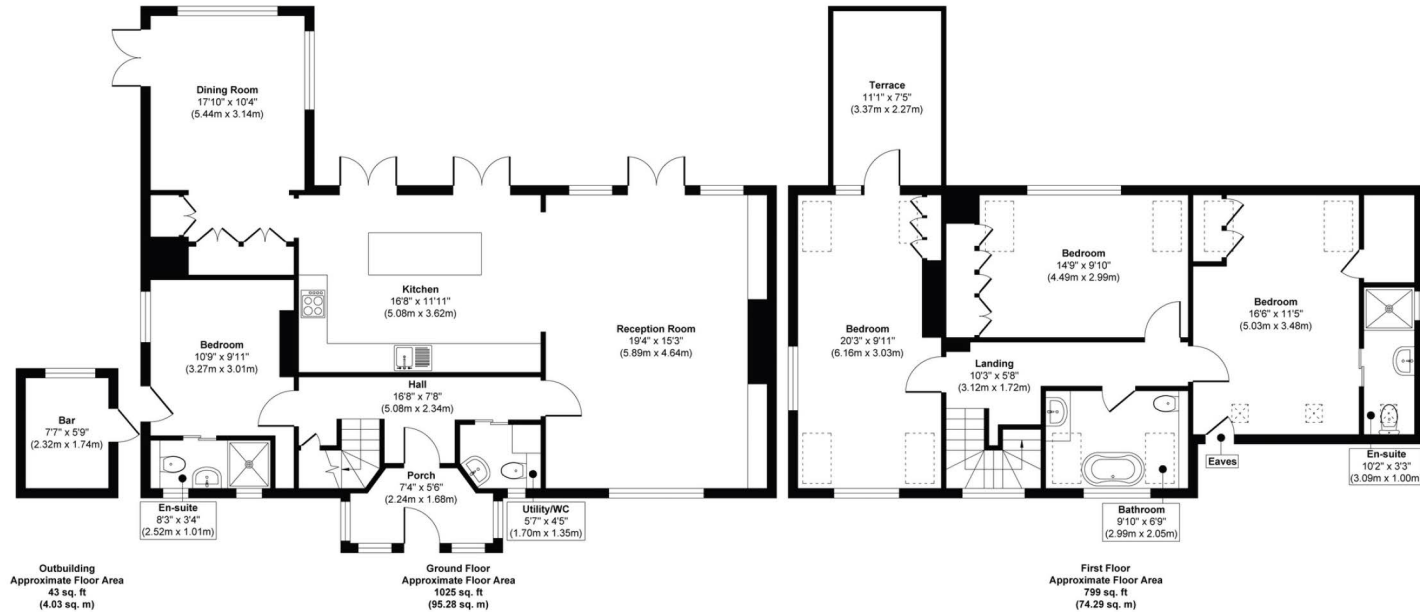 Dining Room
17'10" x 10'4"
(5.44m x 3.14m)
Kitchen
16'8" x 11'11"
(5.08m x 3.62m)
Reception Room
19'4" x 15'3"
(5.89m x 4.64m)
Bedroom
10'9" x 9'11"
(3.27m x 3.01m)
Hall
16'8" x 7'8"
(5.08m x 2.34m)
Bar
7'7" x 5'9"
(2.32m x 1.74m)
Porch
7'4" x 5'6"
(2.24m x 1.68m)
En-suite
8'3" x 3'4"
(2.52m x 1.01m)
Utility/WC
5'7" x 4'5"
(1.70m x 1.35m)
Outbuilding
Approximate Floor Area
43 sq. ft
(4.03 sq. m)
Ground Floor
Approximate Floor Area
1025 sq. ft
(95.28 sq. m)
Terrace
11'1" x 7'5"
(3.37m x 2.27m)
Bedroom
14'9" x 9'10"
(4.49m x 2.99m)
Bedroom
16'6" x 11'5"
(5.03m x 3.48m)
Bedroom
20'3" x 9'11"
(6.16m x 3.03m)
Landing
10'3" x 5'8"
(3.12m x 1.72m)
Eaves
En-suite
10'2" x 3'3"
(3.09m x 1.00m)
Bathroom
9'10" x 6'9"
(2.99m x 2.05m)
First Floor
Approximate Floor Area
799 sq. ft
(74.29 sq. m)